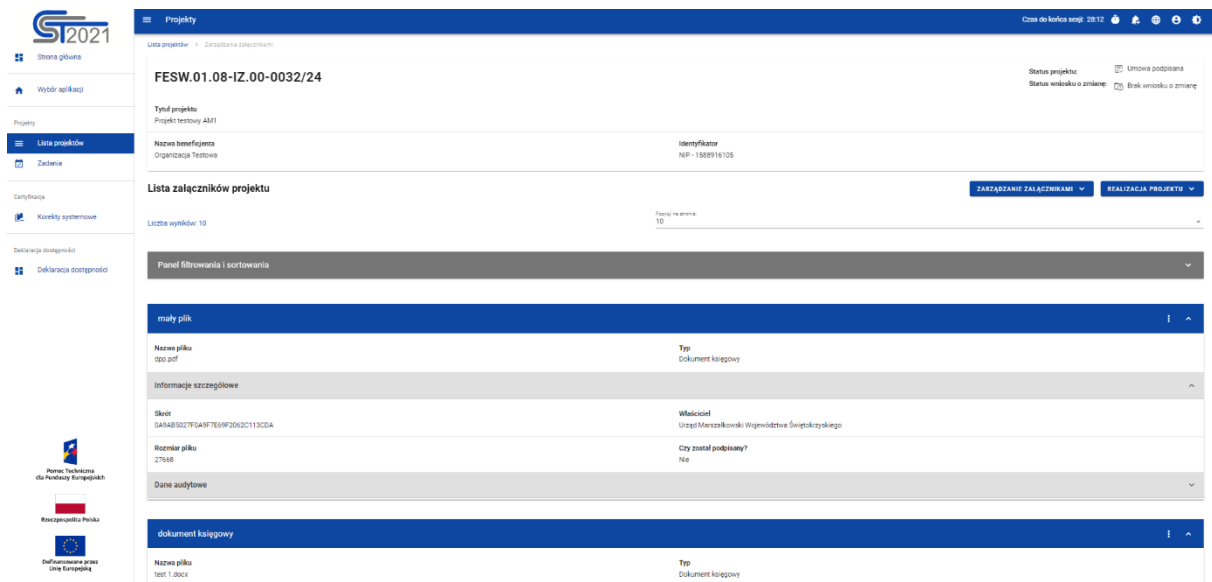 CST2021
Strona główna
Wybór aplikacji
Projekty
Lista projektów
Zadania
Certyfikacja
Korekty systemowe
Deklaracja dostępności
Deklaracja dostępności
Pomoc Techniczna
dla Funduszy Europejskich
Rzeczpospolita Polska
Dofinansowane przez
Unię Europejską
Projekty
Czas do końca sesji: 28:12
Lista projektów > Zarządzanie załącznikami
FESW.01.08-IZ.00-0032/24
Status projektu: Umowa podpisana
Status wniosku o zmianę: Brak wniosku o zmianę
Tytuł projektu
Projekt testowy AM1
Nazwa beneficjenta Identyfikator
Organizacja Testowa NIP - 1588916105
Lista załączników projektu ZARZĄDZANIE ZAŁĄCZNIKAMI REALIZACJA PROJEKTU
Pozycji na stronie:
Liczba wyników: 10 10
Panel filtrowania i sortowania
mały plik
Nazwa pliku Typ
dpp.pdf Dokument księgowy
Informacje szczegółowe
Skrót Właściciel
0A9AB5027F0A9F7E69F2D62C113CDA Urząd Marszałkowski Województwa Świętokrzyskiego
Rozmiar pliku Czy został podpisany?
27668 Nie
Dane audytowe
dokument księgowy
Nazwa pliku Typ
test 1.docx Dokument księgowy